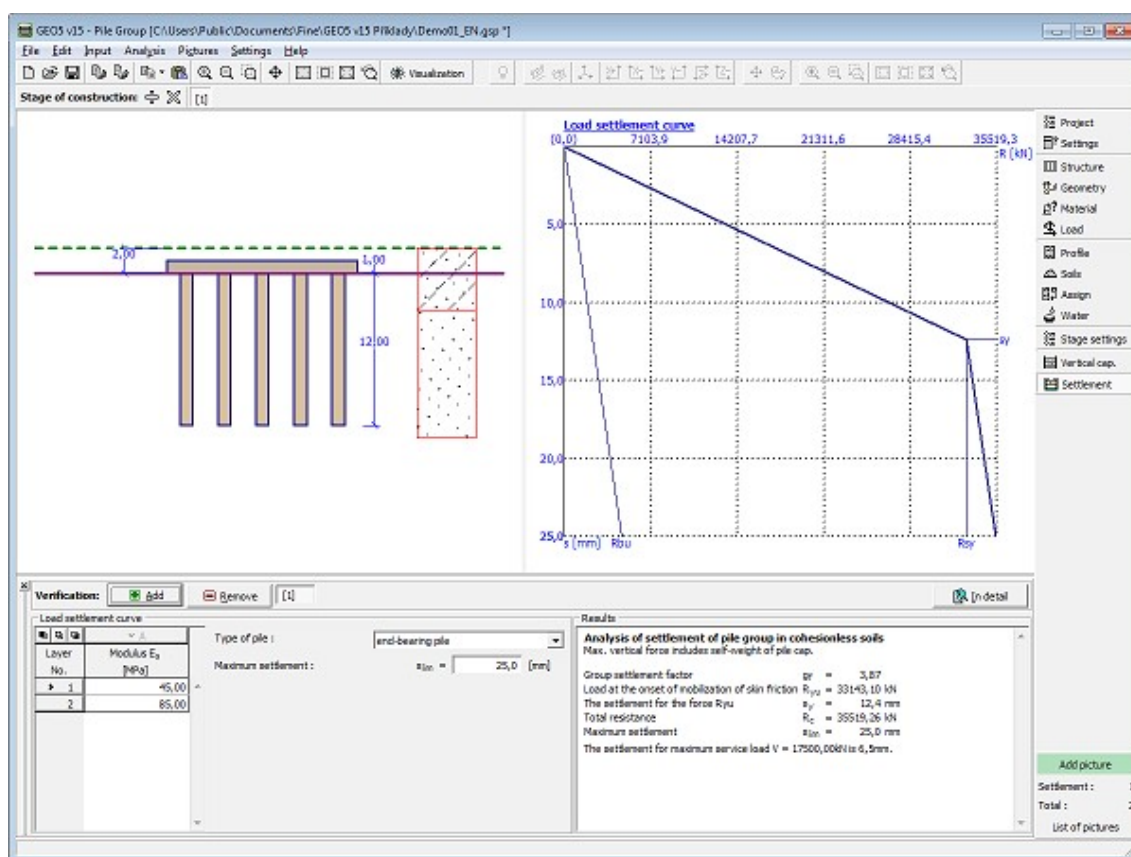 GEO5 v15 - Pile Group [C:\Users\Public\Documents\Fine\GEO5 v15 Příklady\Demo01_EN.gsp *]
File Edit Input Analysis Pictures Settings Help
Visualization
Stage of construction: [1]
Load settlement curve
[0,0] 7103,9 14207,7 21311,6 28415,4 35519,3
R [kN]
5,0
10,0
15,0
20,0
25,0
sy
s [mm] Rbu Rsy
2,00
1,00
12,00
Project
Settings
Structure
Geometry
Material
Load
Profile
Soils
Assign
Water
Stage settings
Vertical cap.
Settlement
Verification: Add Remove [1] In detail
Load settlement curve
Layer No. Modulus Es [MPa]
1 45,00
2 85,00
Type of pile : end-bearing pile
Maximum settlement : slim = 25,0 [mm]
Results
Analysis of settlement of pile group in cohesionless soils
Max. vertical force includes self-weight of pile cap.
Group settlement factor gf = 3,87
Load at the onset of mobilization of skin friction Ryu = 33143,10 kN
The settlement for the force Ryu sy = 12,4 mm
Total resistance Rc = 35519,26 kN
Maximum settlement slim = 25,0 mm
The settlement for maximum service load V = 17500,00kN is 6,5mm.
Add picture
Settlement :
Total :
List of pictures